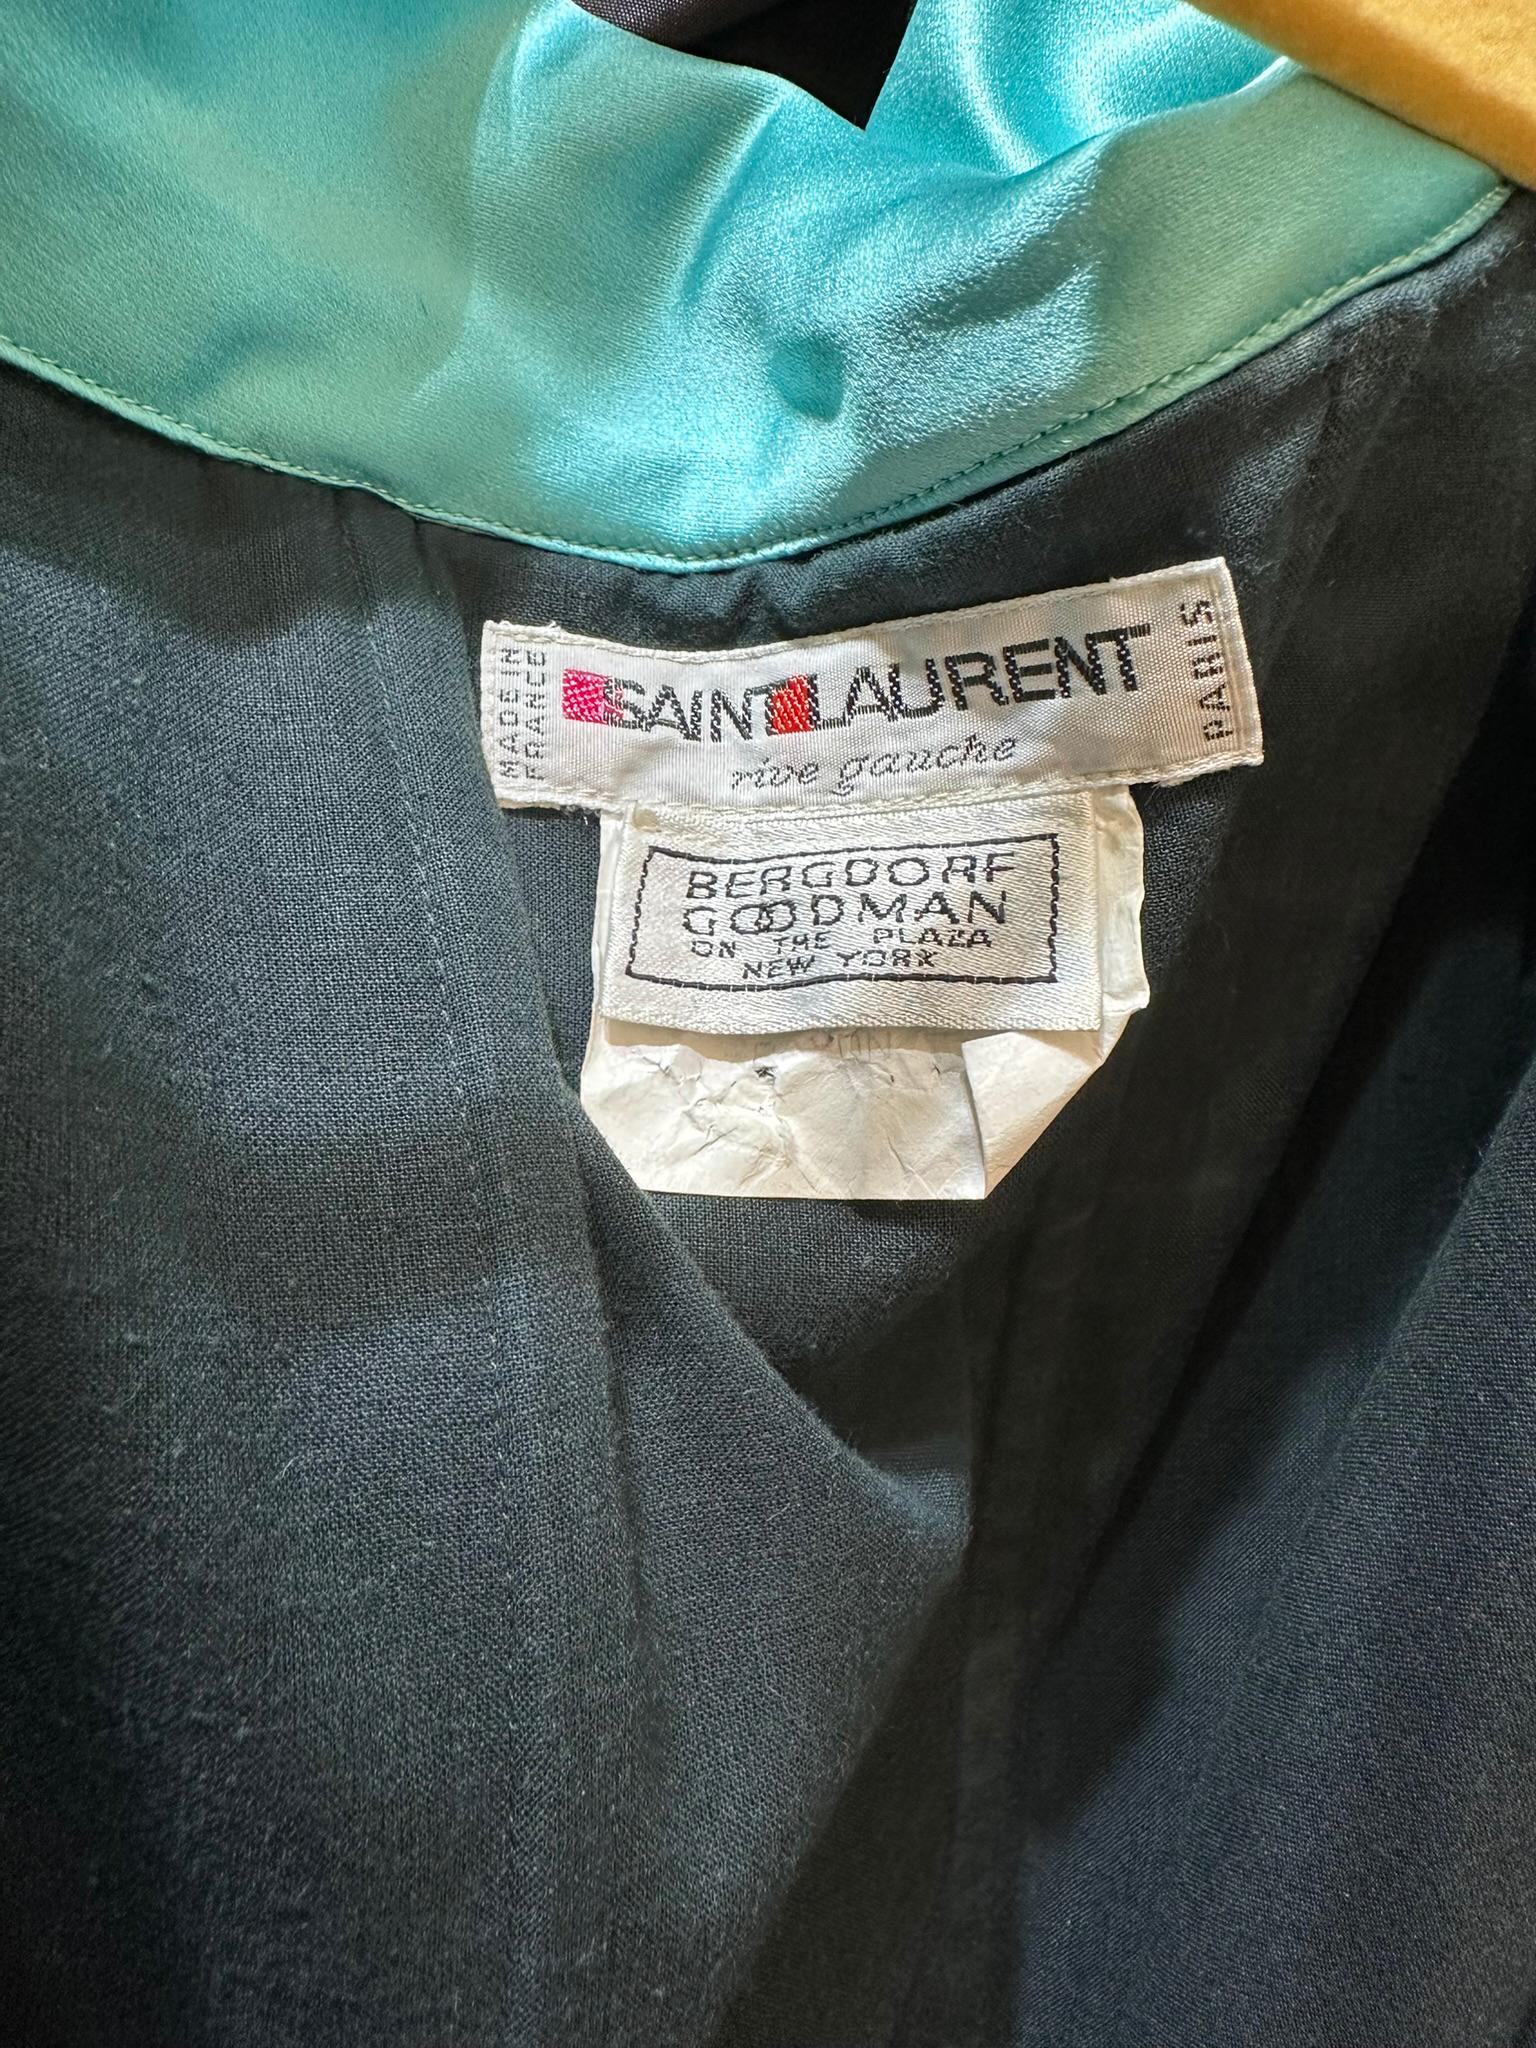 MADE IN
FRANCE
SAINT LAURENT
rive gauche
PARIS
BERGDORF
GOODMAN
ON THE PLAZA
NEW YORK